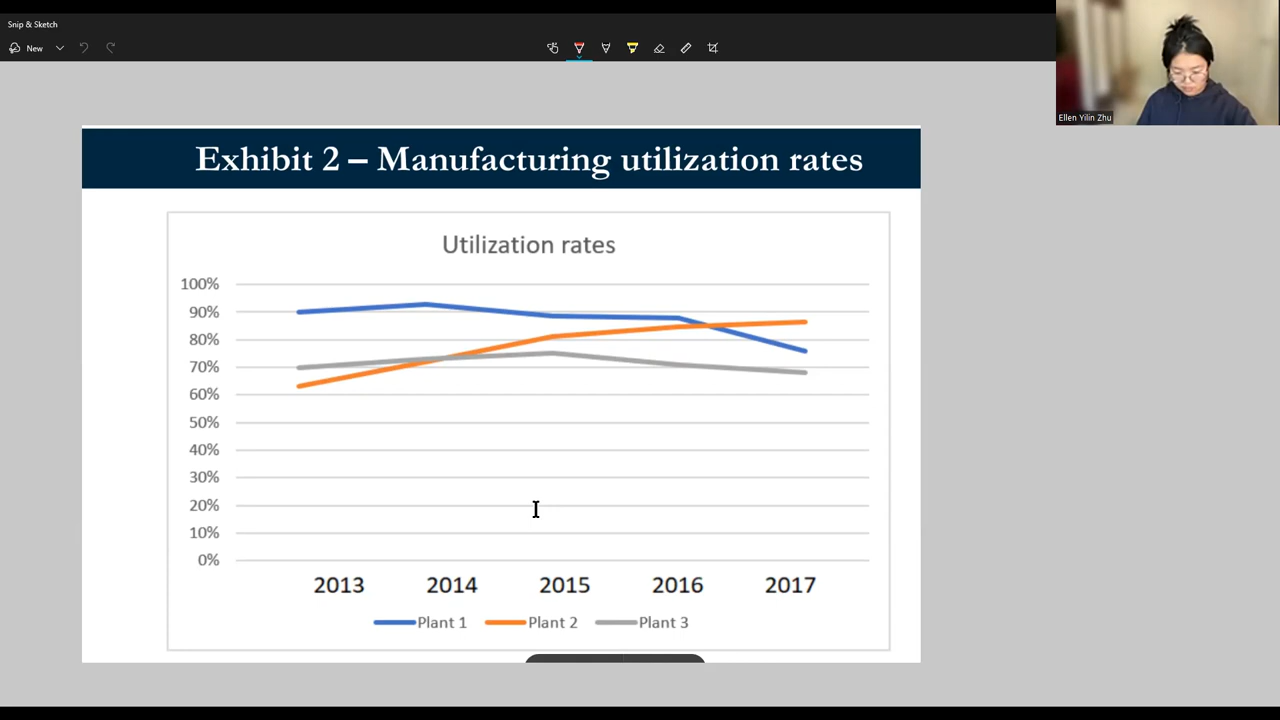 Snip & Sketch
New
Ellen Yilin Zhu
Exhibit 2 – Manufacturing utilization rates
Utilization rates
100%
90%
80%
70%
60%
50%
40%
30%
20%
10%
0%
2013 2014 2015 2016 2017
Plant 1 Plant 2 Plant 3